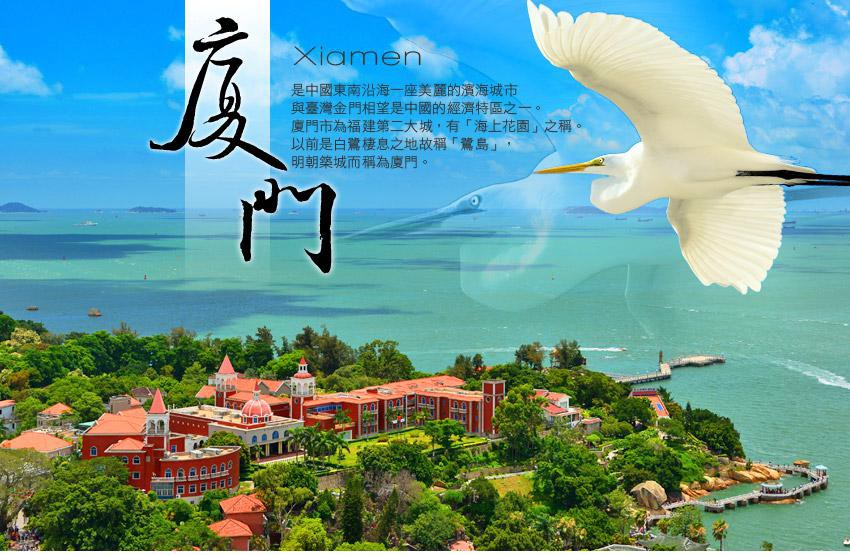 廈門
Xiamen
是中國東南沿海一座美麗的濱海城市
與臺灣金門相望是中國的經濟特區之一。
廈門市為福建第二大城，有「海上花園」之稱。
以前是白鷺棲息之地故稱「鷺島」，
明朝築城而稱為廈門。